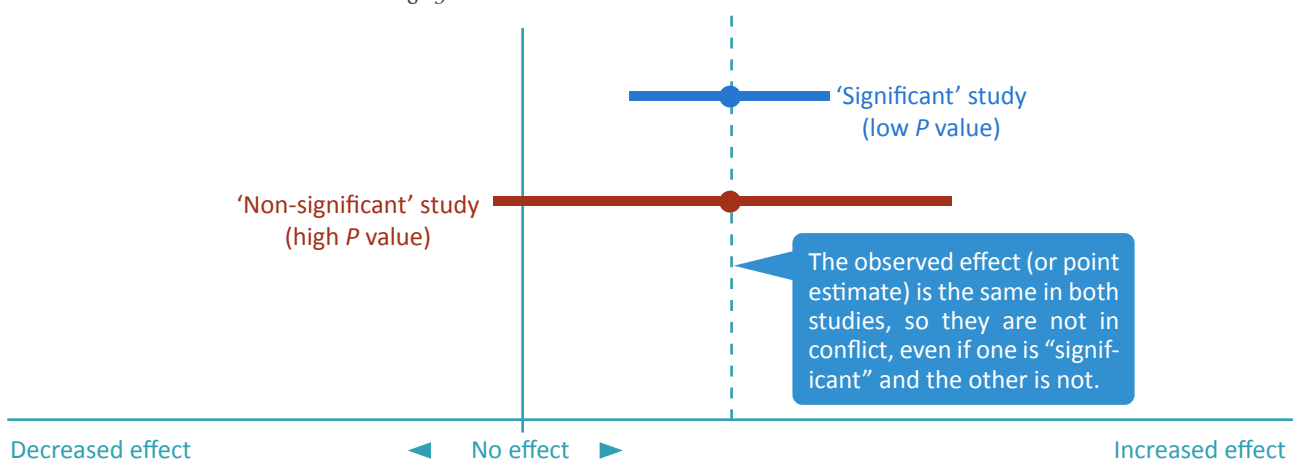 ‘Significant’ study
(low P value)
‘Non-significant’ study
(high P value)
The observed effect (or point
estimate) is the same in both
studies, so they are not in
conflict, even if one is “signif-
icant” and the other is not.
Decreased effect
◄ No effect ►
Increased effect